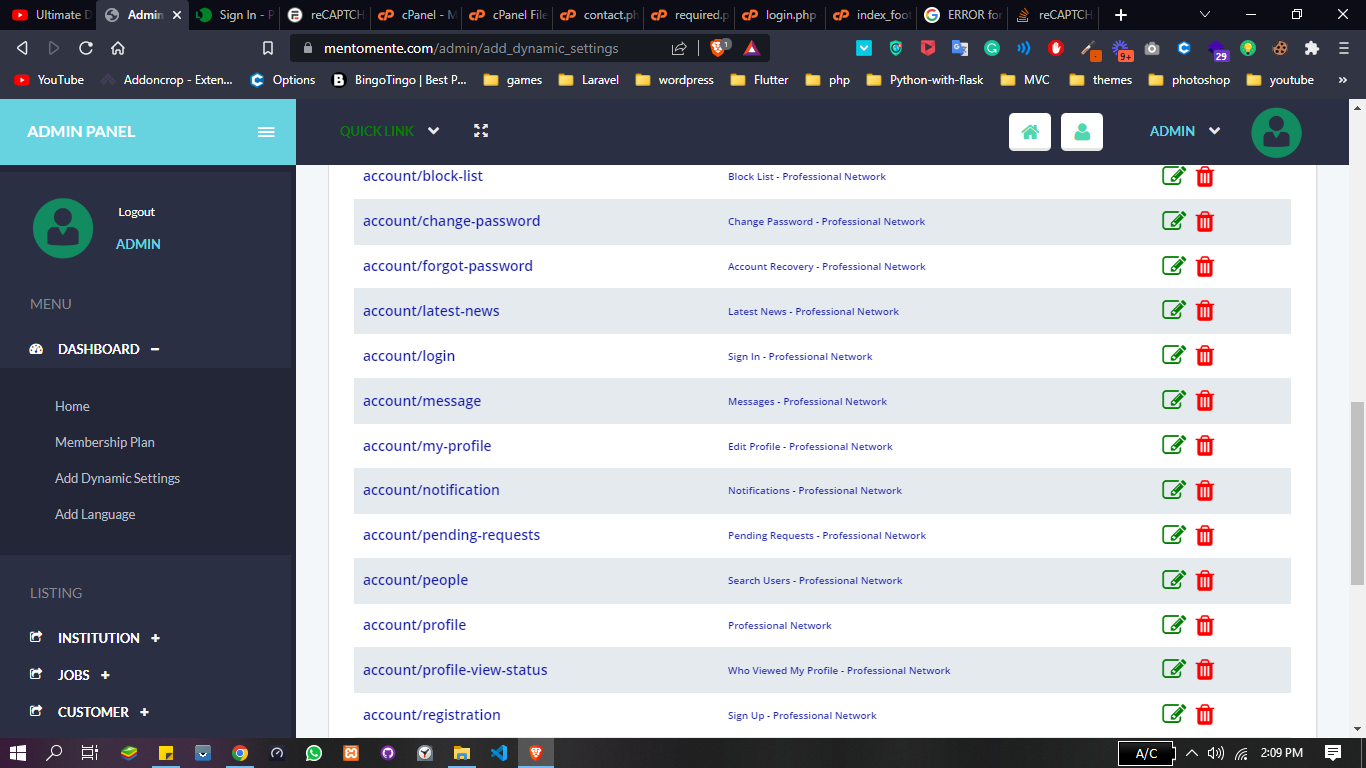 Ultimate D
Admin
Sign In - P
reCAPTCH
cPanel - M
cPanel File
contact.ph
required.p
login.php
index_foot
ERROR for
reCAPTCH
mentomente.com/admin/add_dynamic_settings
1
9+
29
YouTube
Addoncrop - Exten...
Options
BingoTingo | Best P...
games
Laravel
wordpress
Flutter
php
Python-with-flask
MVC
themes
photoshop
youtube
»
ADMIN PANEL
QUICK LINK
ADMIN
Logout
ADMIN
MENU
DASHBOARD
Home
Membership Plan
Add Dynamic Settings
Add Language
LISTING
INSTITUTION
JOBS
CUSTOMER
account/block-list Block List - Professional Network
account/change-password Change Password - Professional Network
account/forgot-password Account Recovery - Professional Network
account/latest-news Latest News - Professional Network
account/login Sign In - Professional Network
account/message Messages - Professional Network
account/my-profile Edit Profile - Professional Network
account/notification Notifications - Professional Network
account/pending-requests Pending Requests - Professional Network
account/people Search Users - Professional Network
account/profile Professional Network
account/profile-view-status Who Viewed My Profile - Professional Network
account/registration Sign Up - Professional Network
A/C
2:09 PM